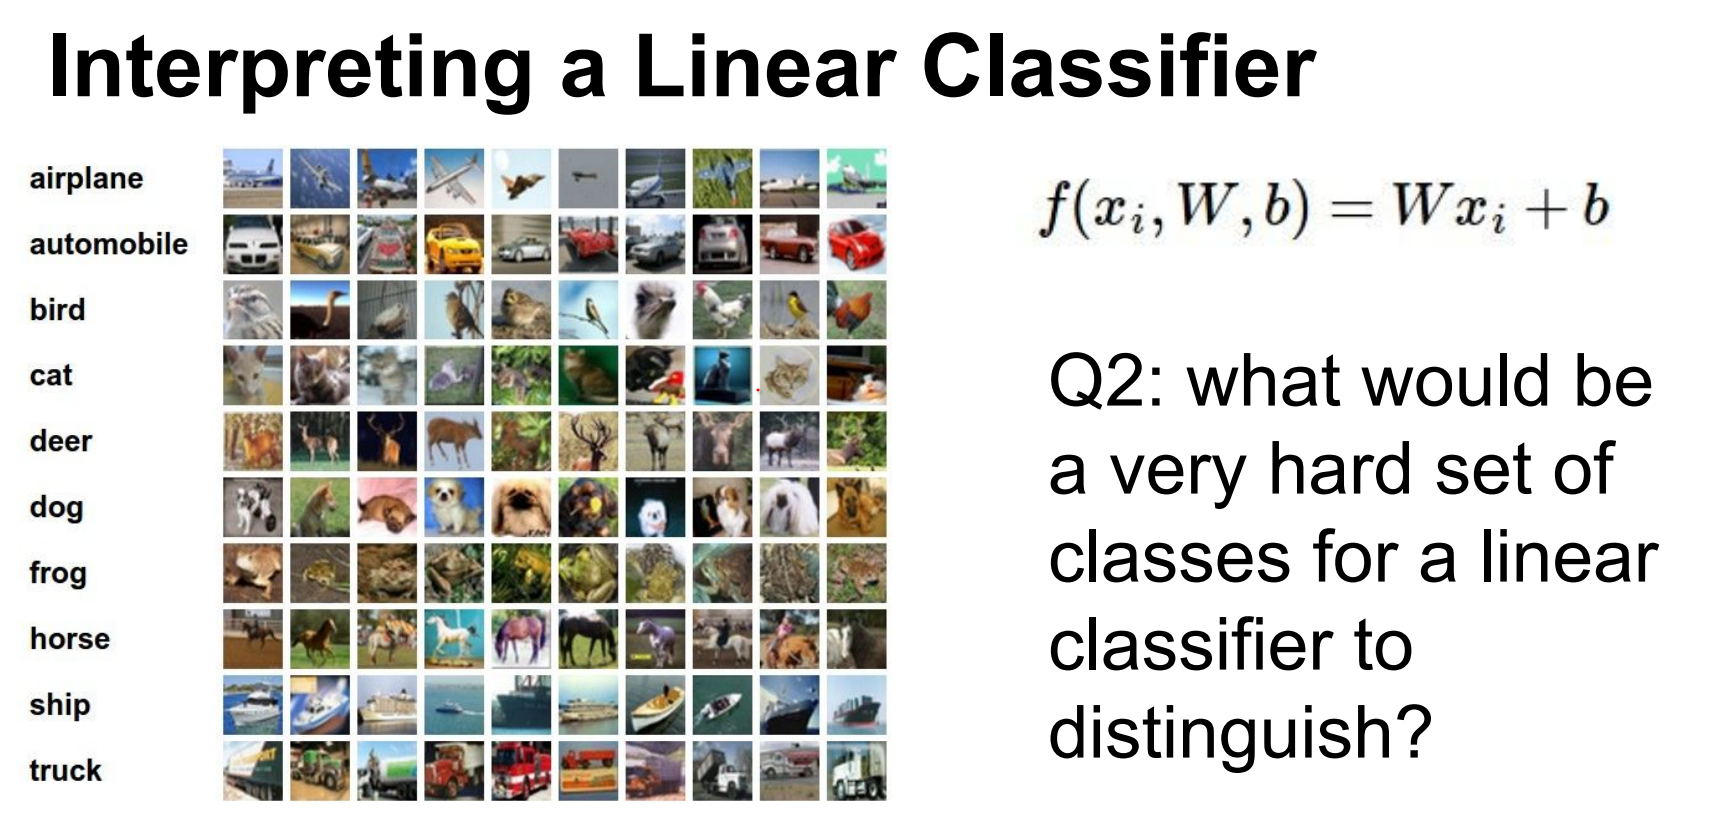 Interpreting a Linear Classifier
airplane
automobile
bird
cat
deer
dog
frog
horse
ship
truck
f(x_i, W, b) = Wx_i + b
Q2: what would be
a very hard set of
classes for a linear
classifier to
distinguish?